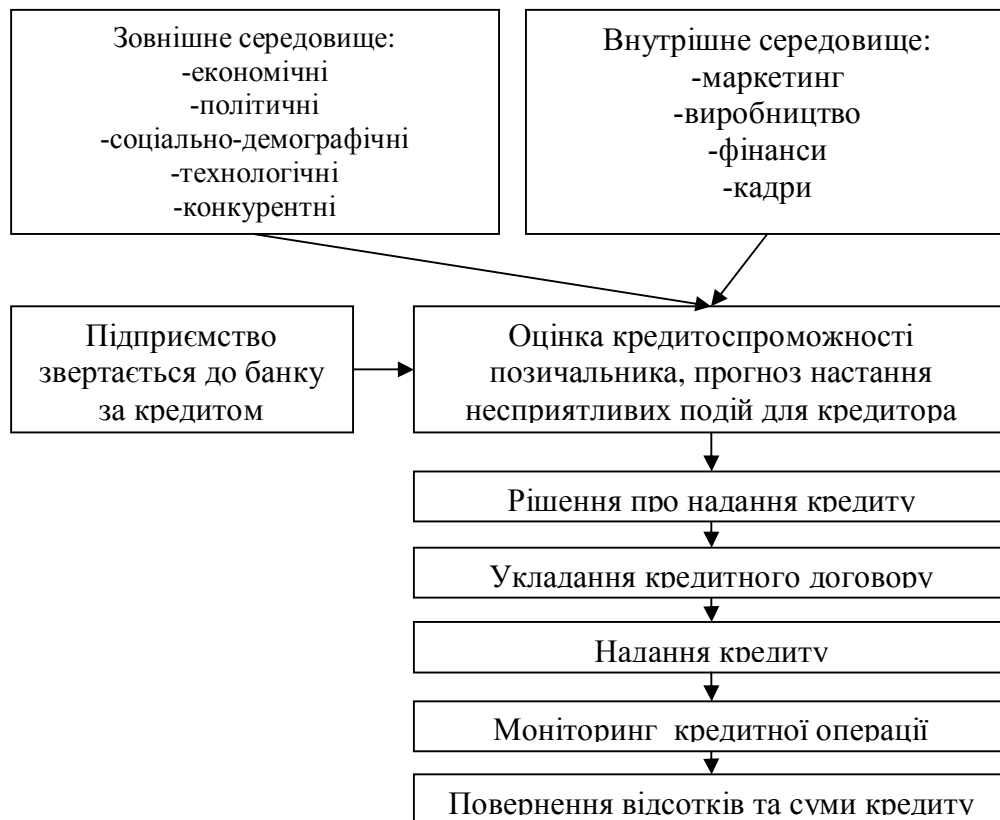 Зовнішнє середовище:
-економічні
-політичні
-соціально-демографічні
-технологічні
-конкурентні
Внутрішнє середовище:
-маркетинг
-виробництво
-фінанси
-кадри
Підприємство
звертається до банку
за кредитом
Оцінка кредитоспроможності
позичальника, прогноз настання
несприятливих подій для кредитора
Рішення про надання кредиту
Укладання кредитного договору
Надання кредиту
Моніторинг кредитної операції
Повернення відсотків та суми кредиту